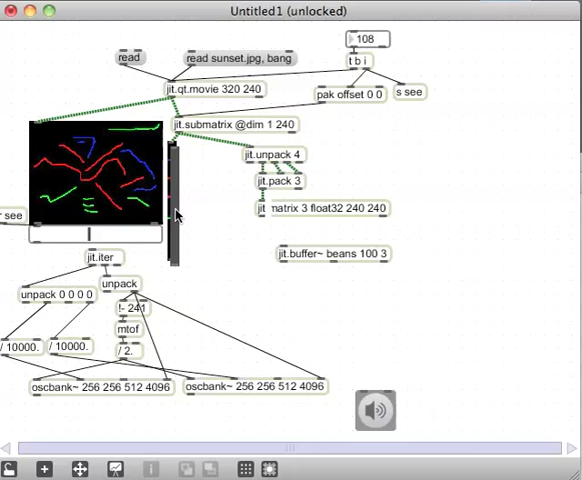 Untitled1 (unlocked)
108
read
read sunset.jpg, bang
t b i
jit.qt.movie 320 240
pak offset 0 0
s see
jit.submatrix @dim 1 240
jit.unpack 4
jit.pack 3
jit matrix 3 float32 240 240
r see
jit.buffer~ beans 100 3
jit.iter
unpack
unpack 0 0 0 0
!- 241
mtof
/ 10000.
/ 10000.
/ 2.
oscbank~ 256 256 512 4096
oscbank~ 256 256 512 4096